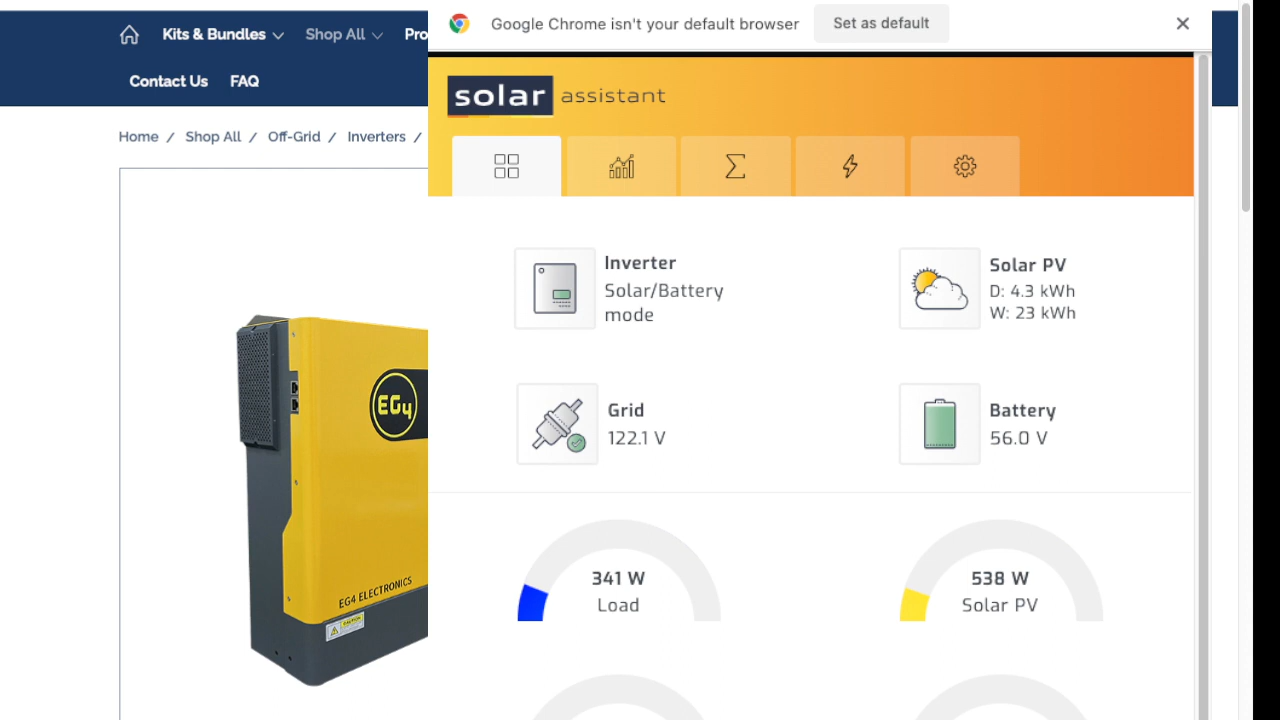 Kits & Bundles
Shop All
Pro
Contact Us
FAQ
Home / Shop All / Off-Grid / Inverters /
EG4
EG4 ELECTRONICS
CAUTION
Google Chrome isn't your default browser
Set as default
solar assistant
Inverter
Solar/Battery
mode
Solar PV
D: 4.3 kWh
W: 23 kWh
Grid
122.1 V
Battery
56.0 V
341 W
Load
538 W
Solar PV